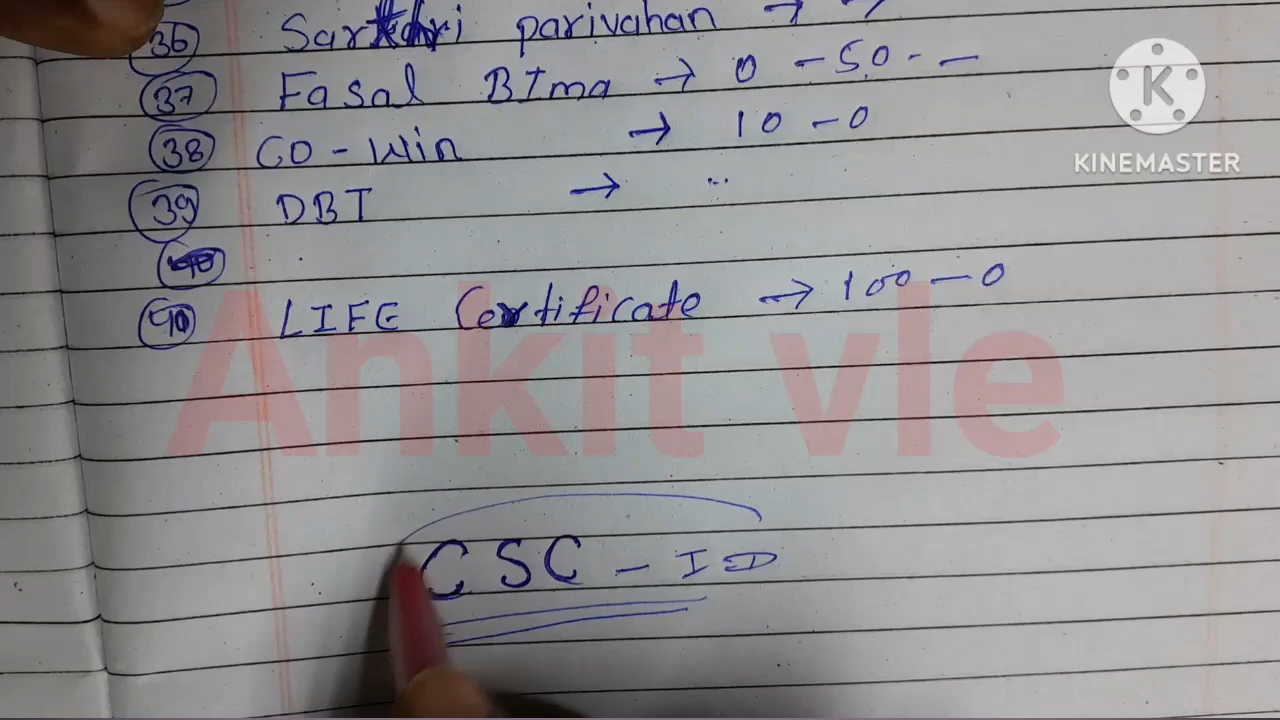 36 Sarkari parivahan → →
37 Fasal BIma → 0 - 50 - —
38 CO-Win → 10 - 0
39 DBT → ..
40
40 LIFE Certificate → 100 - 0
CSC - ID
K
KINEMASTER
Ankit vle